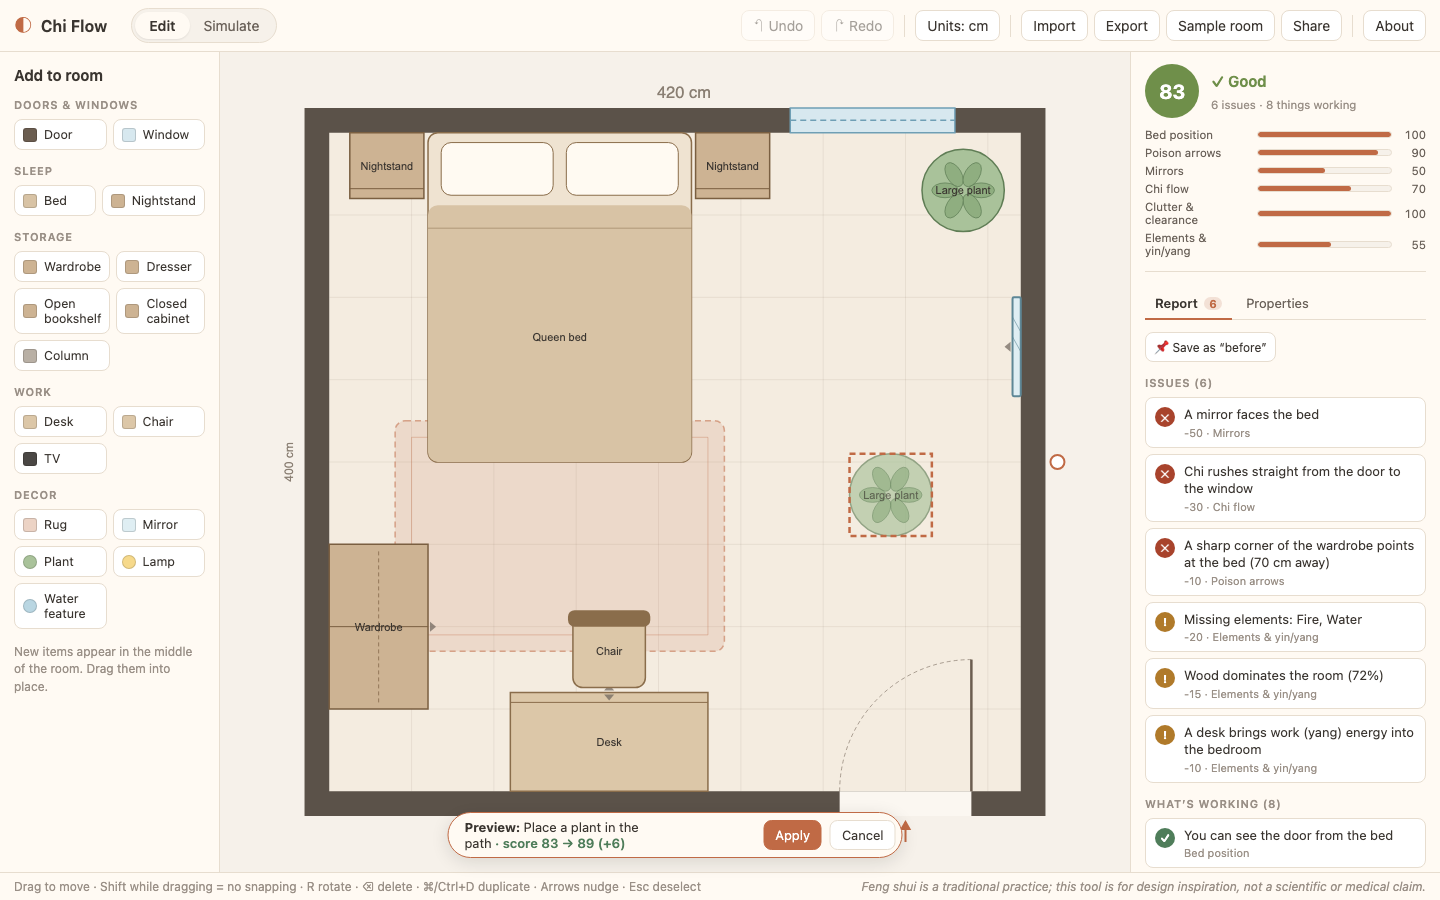 Chi Flow
Edit
Simulate
Undo
Redo
Units: cm
Import
Export
Sample room
Share
About
Add to room
DOORS & WINDOWS
Door
Window
SLEEP
Bed
Nightstand
STORAGE
Wardrobe
Dresser
Open
bookshelf
Closed
cabinet
Column
WORK
Desk
Chair
TV
DECOR
Rug
Mirror
Plant
Lamp
Water
feature
New items appear in the middle
of the room. Drag them into
place.
420 cm
400 cm
Nightstand
Nightstand
Large plant
Queen bed
Large plant
Wardrobe
Chair
Desk
Preview: Place a plant in the
path · score 83 → 89 (+6)
Apply
Cancel
83
✓ Good
6 issues · 8 things working
Bed position 100
Poison arrows 90
Mirrors 50
Chi flow 70
Clutter &
clearance 100
Elements &
yin/yang 55
Report 6
Properties
📌 Save as “before”
ISSUES (6)
A mirror faces the bed
-50 · Mirrors
Chi rushes straight from the door to
the window
-30 · Chi flow
A sharp corner of the wardrobe points
at the bed (70 cm away)
-10 · Poison arrows
Missing elements: Fire, Water
-20 · Elements & yin/yang
Wood dominates the room (72%)
-15 · Elements & yin/yang
A desk brings work (yang) energy into
the bedroom
-10 · Elements & yin/yang
WHAT'S WORKING (8)
You can see the door from the bed
Bed position
Drag to move · Shift while dragging = no snapping · R rotate · ⌫ delete · ⌘/Ctrl+D duplicate · Arrows nudge · Esc deselect
Feng shui is a traditional practice; this tool is for design inspiration, not a scientific or medical claim.